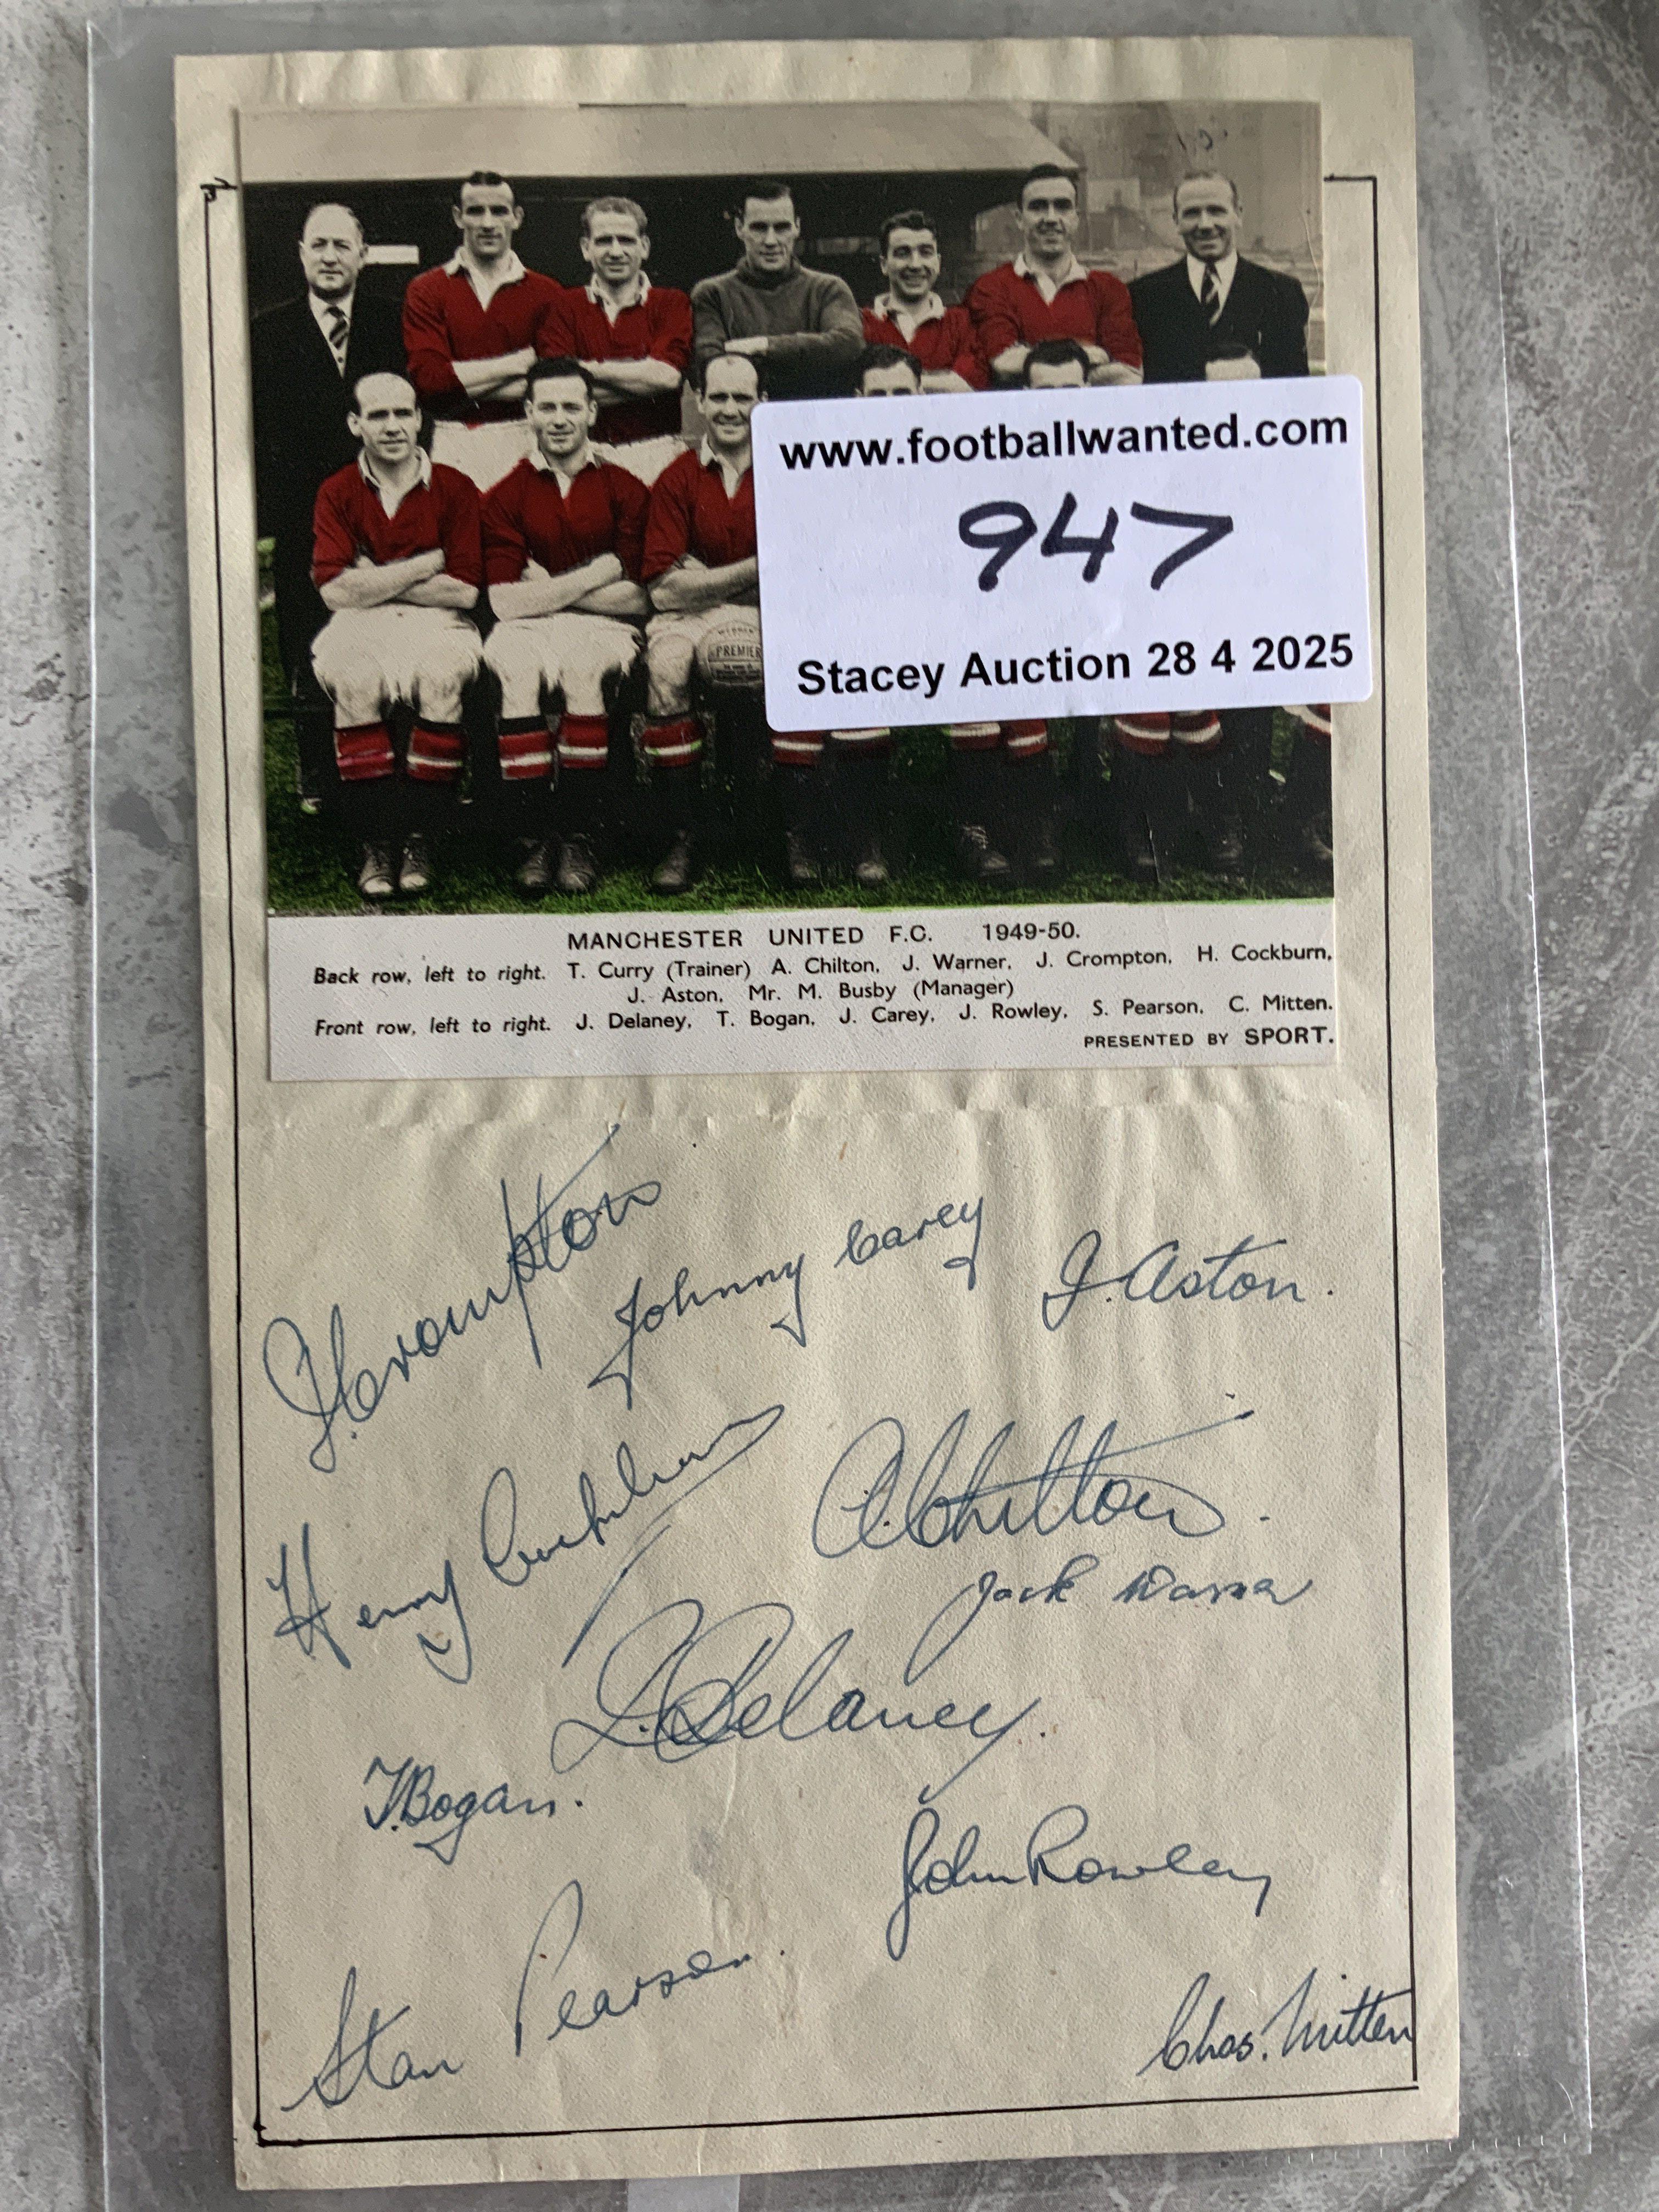 www.footballwanted.com
947
Stacey Auction 28 4 2025
PREMIER
MANCHESTER UNITED F.C. 1949-50.
Back row, left to right. T. Curry (Trainer) A. Chilton, J. Warner, J. Crompton, H. Cockburn,
J. Aston, Mr. M. Busby (Manager)
Front row, left to right. J. Delaney, T. Bogan, J. Carey, J. Rowley, S. Pearson, C. Mitten.
PRESENTED BY SPORT.
J. Crompton
Johnny Carey
J. Aston.
Henry Cockburn
A. Chilton.
Jack Warner
J. Delaney.
T. Bogan.
John Rowley
Stan Pearson.
Chas. Mitten